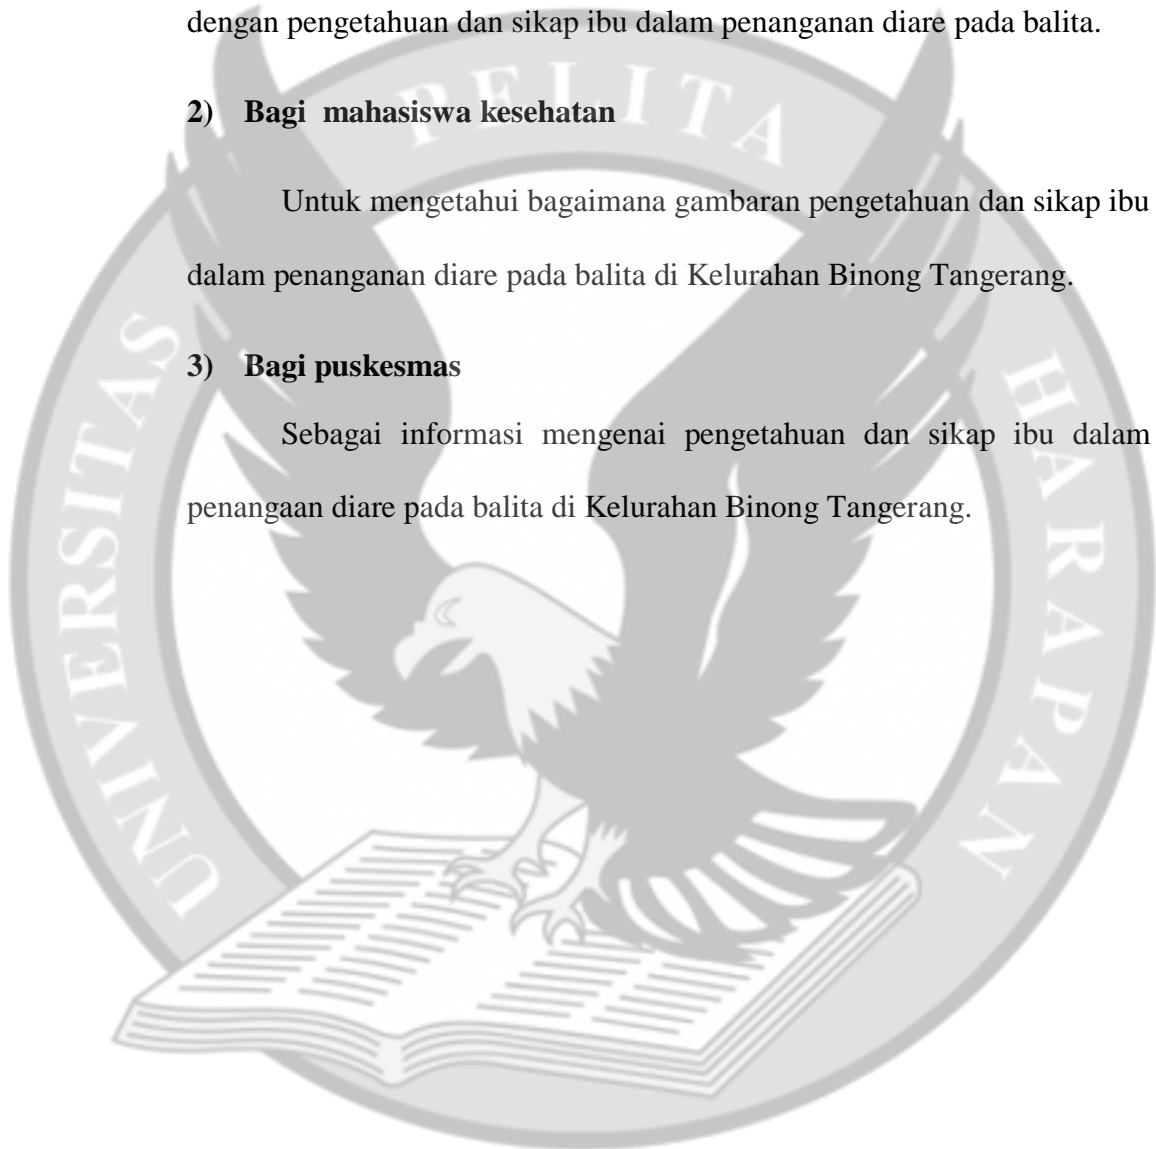 dengan pengetahuan dan sikap ibu dalam penanganan diare pada balita.
2) Bagi mahasiswa kesehatan
Untuk mengetahui bagaimana gambaran pengetahuan dan sikap ibu
dalam penanganan diare pada balita di Kelurahan Binong Tangerang.
3) Bagi puskesmas
Sebagai informasi mengenai pengetahuan dan sikap ibu dalam
penangaan diare pada balita di Kelurahan Binong Tangerang.
UNIVERSITAS PELITA HARAPAN